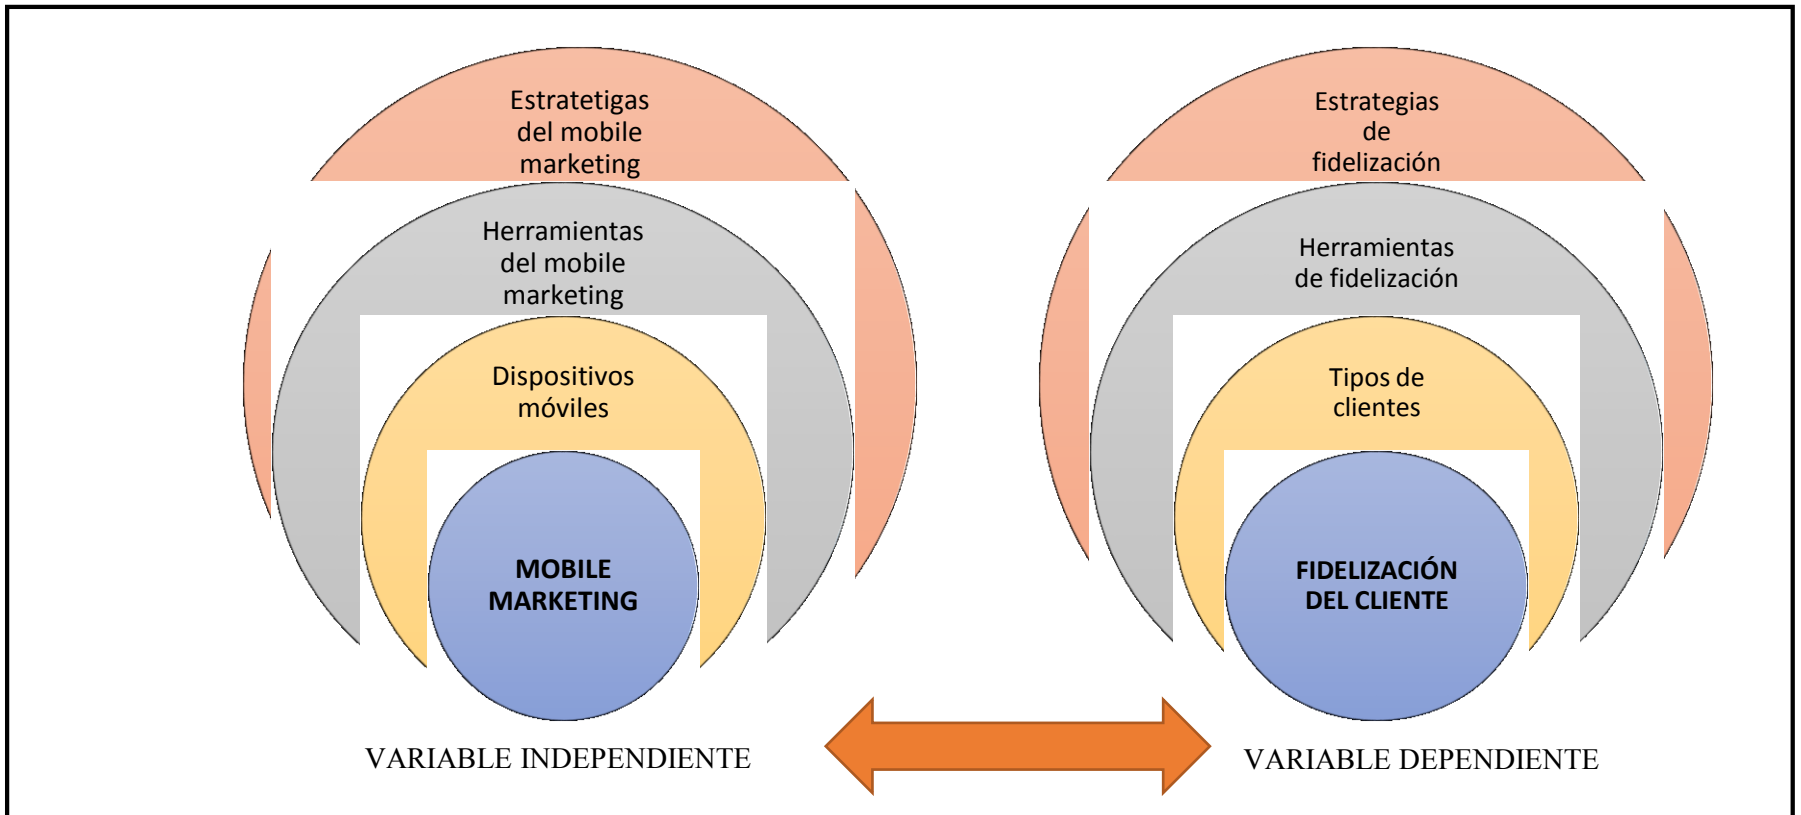 Estratetigas
del mobile
marketing
Herramientas
del mobile
marketing
Dispositivos
móviles
MOBILE
MARKETING
VARIABLE INDEPENDIENTE
Estrategias
de
fidelización
Herramientas
de fidelización
Tipos de
clientes
FIDELIZACIÓN
DEL CLIENTE
VARIABLE DEPENDIENTE